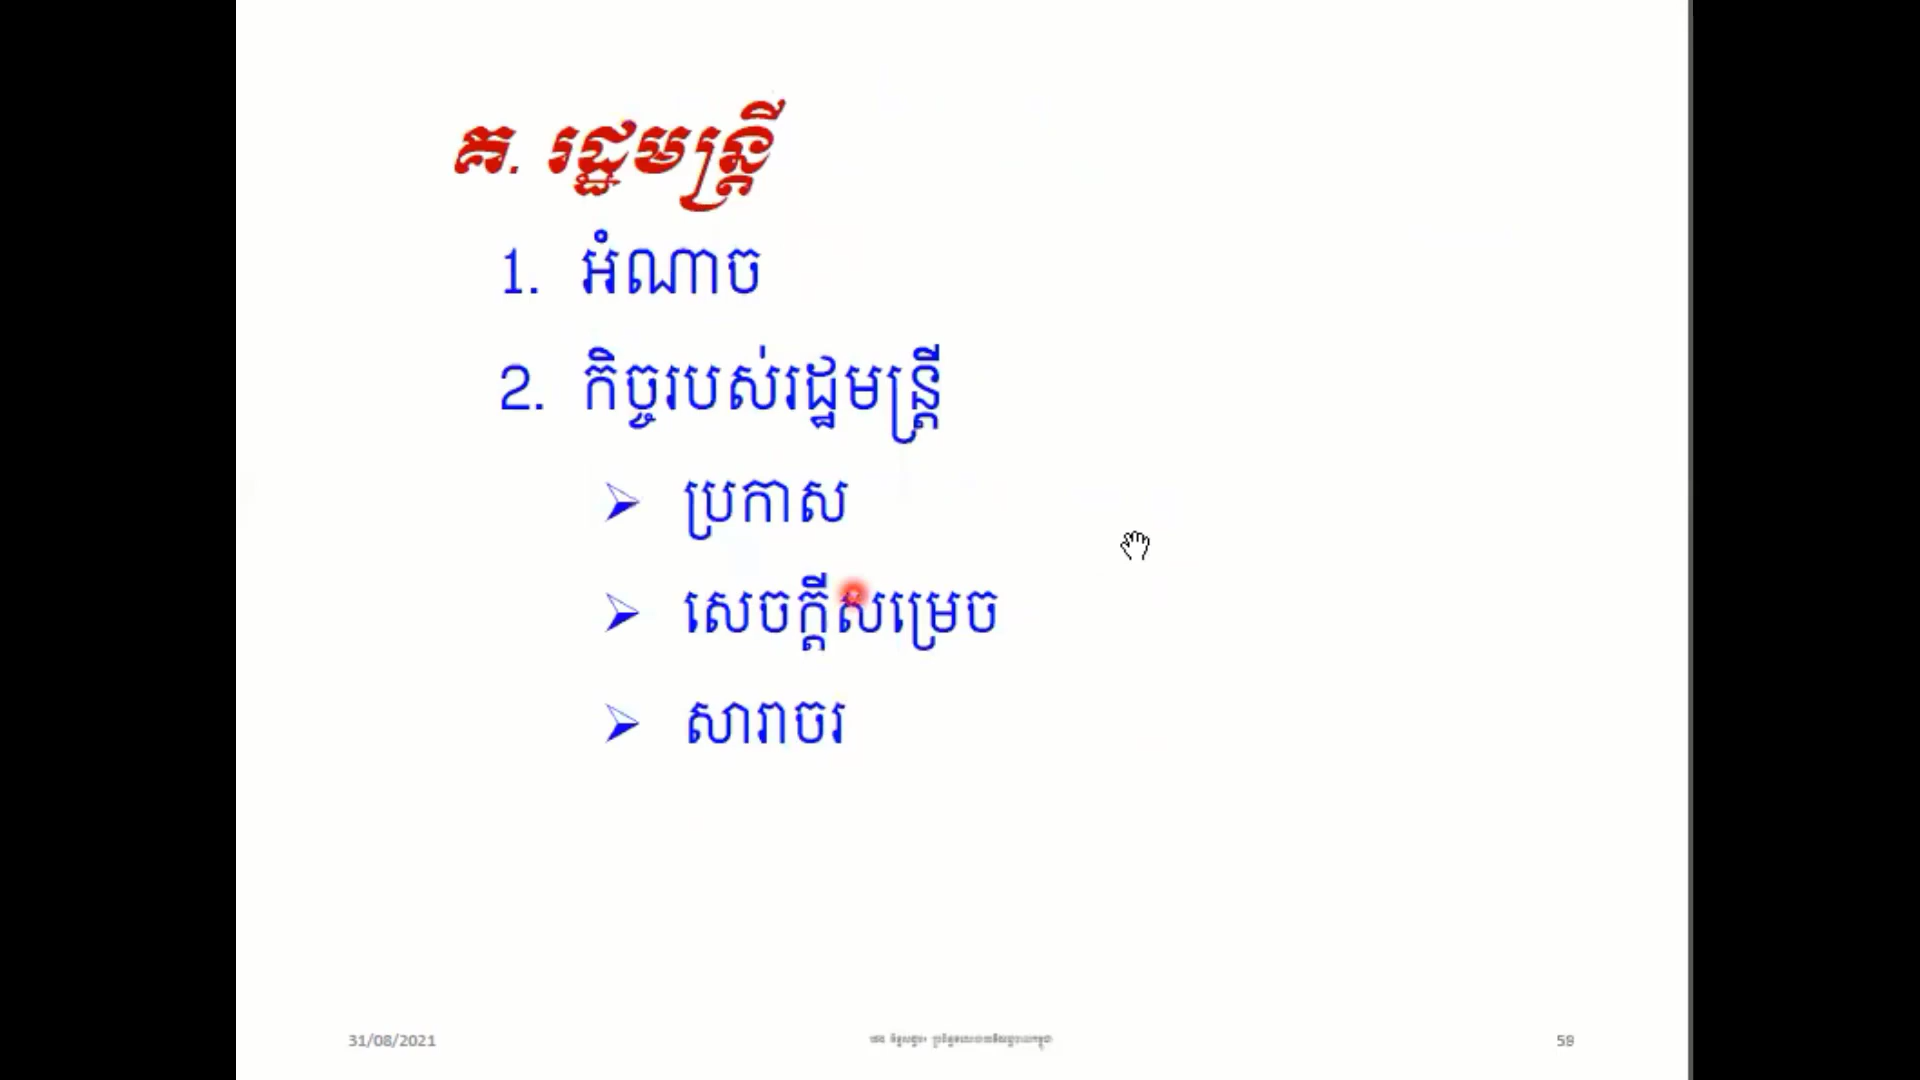 គ. រដ្ឋមន្ត្រី
1. អំណាច
2. កិច្ចរបស់រដ្ឋមន្ត្រី
➢ ប្រកាស
➢ សេចក្តីសម្រេច
➢ សារាចរ
31/08/2021
59